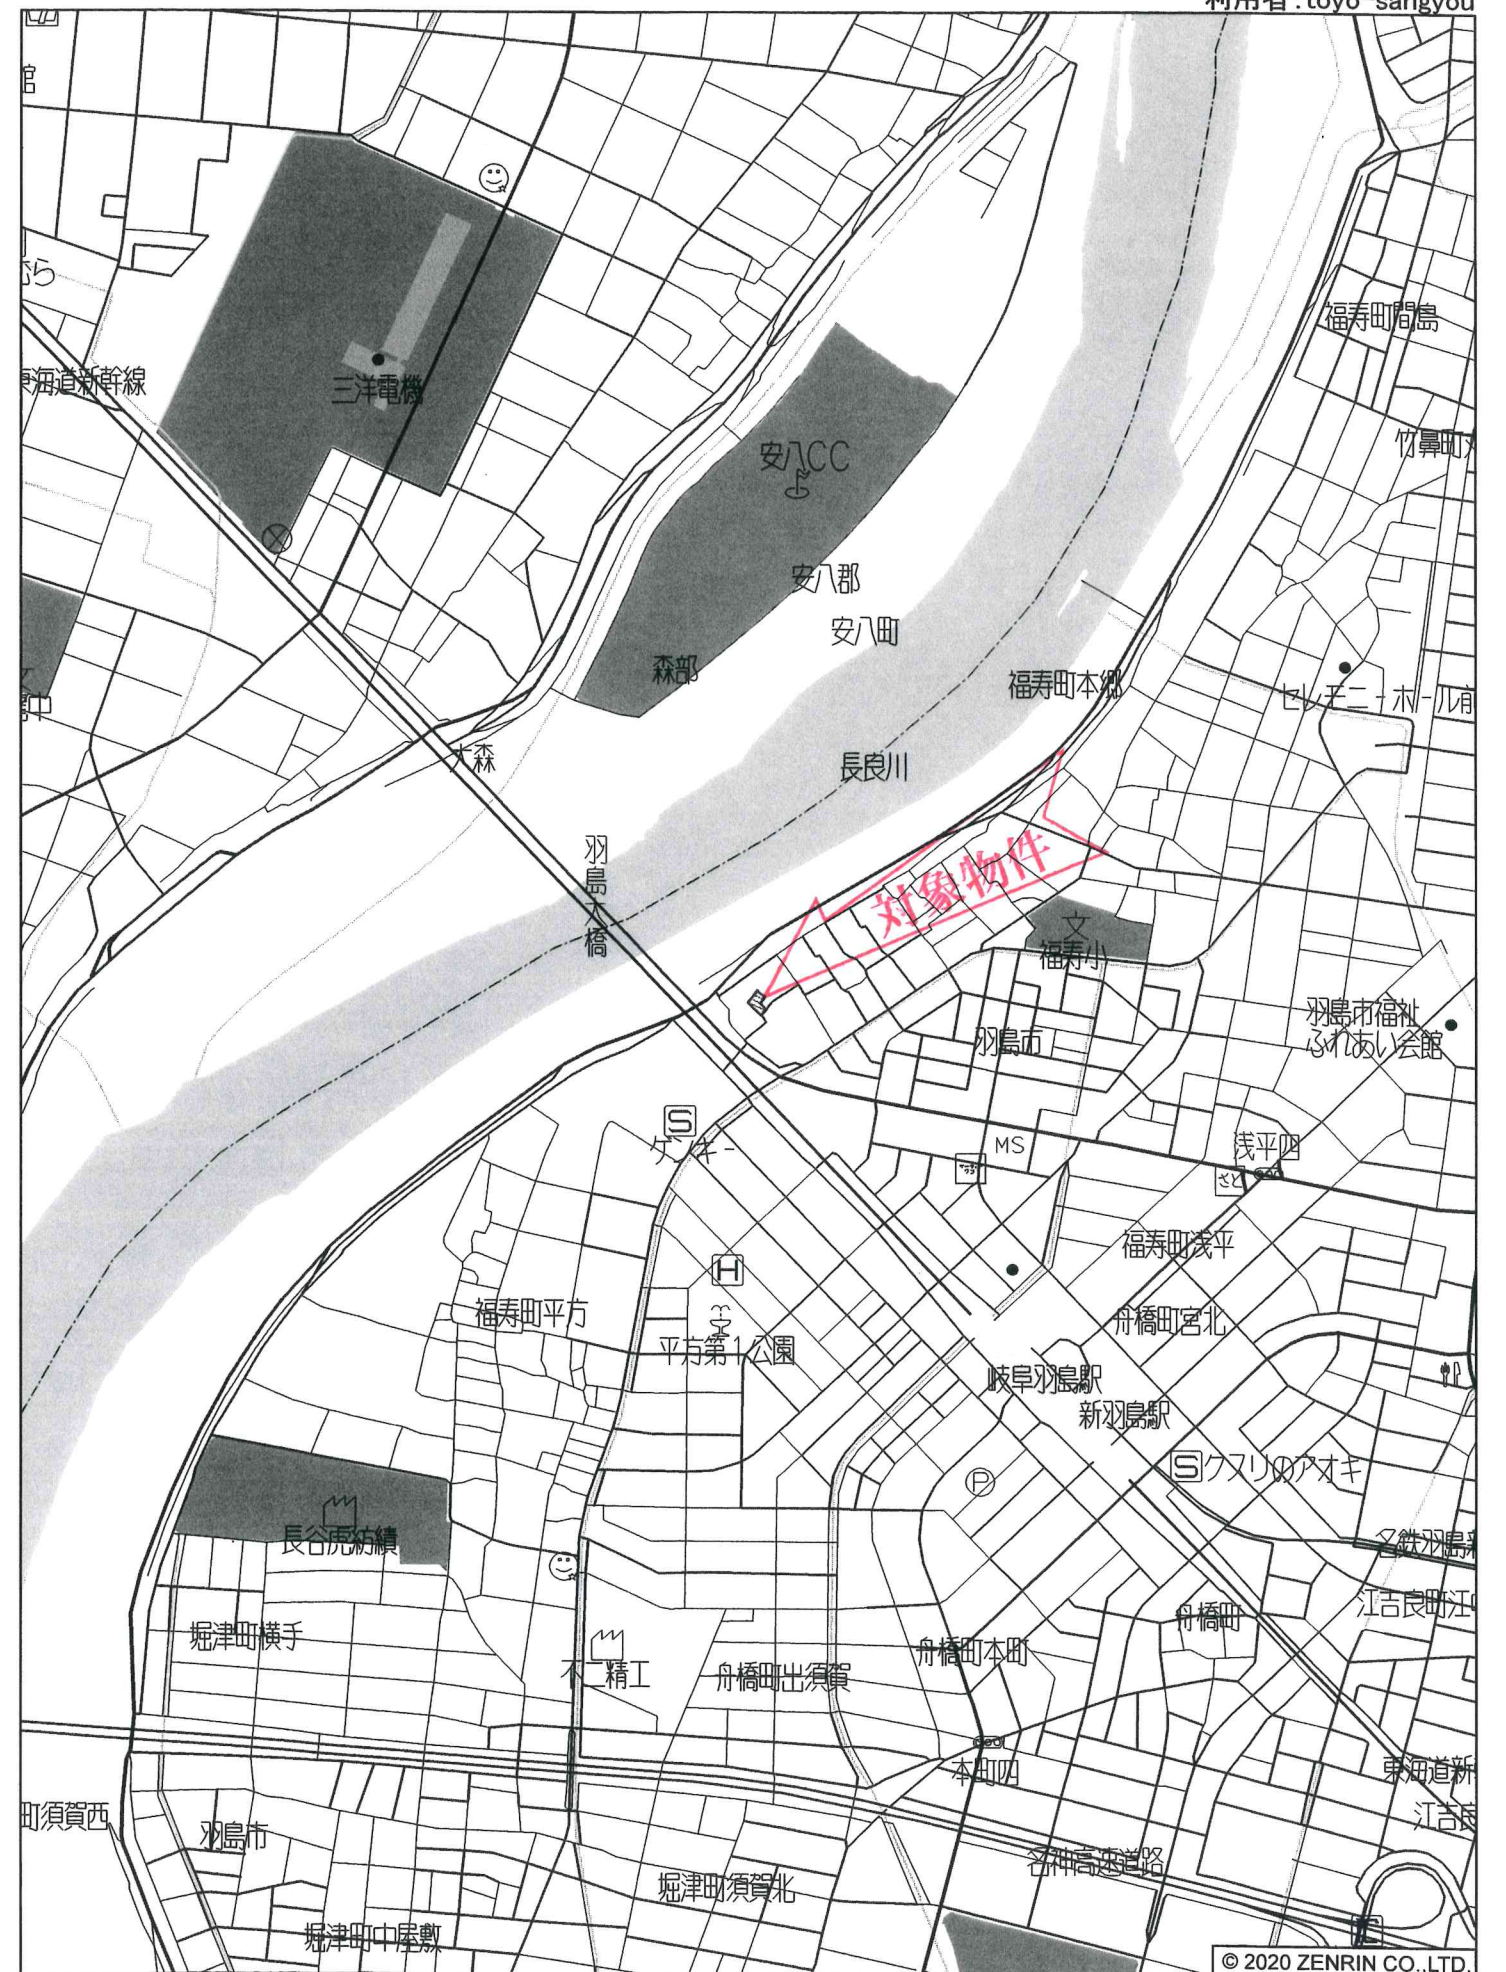 利用者:toyo-sangyou
館
むら
東海道新幹線
三洋電機
安八CC
安八郡
安八町
森部
大森
長良川
羽島大橋
福寿町間島
竹鼻町
福寿町本郷
セレモニーホール前
対象物件
文
福寿小
羽島市
羽島市福祉
ふれあい会館
S
ゲンキー
MS
浅平四
さと
福寿町浅平
舟橋町宮北
H
福寿町平方
平方第1公園
岐阜羽島駅
新羽島駅
P
Sクスリのアオキ
名鉄羽島新
江吉良町江
長谷虎紡績
堀津町横手
不二精工
舟橋町出須賀
舟橋町本町
舟橋町
本町四
東海道新
江吉良
町須賀西
羽島市
名神高速道路
堀津町須賀北
堀津町中屋敷
© 2020 ZENRIN CO.,LTD.